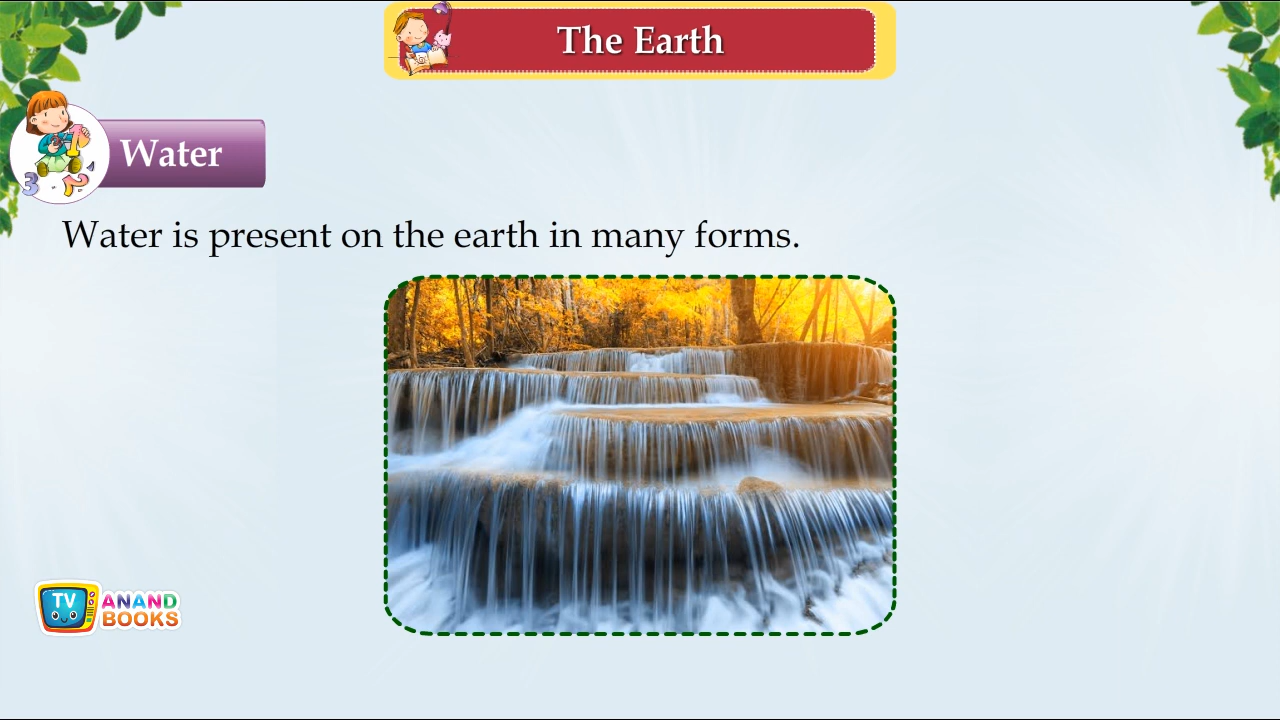 The Earth
Water
Water is present on the earth in many forms.
TV
ANAND
BOOKS